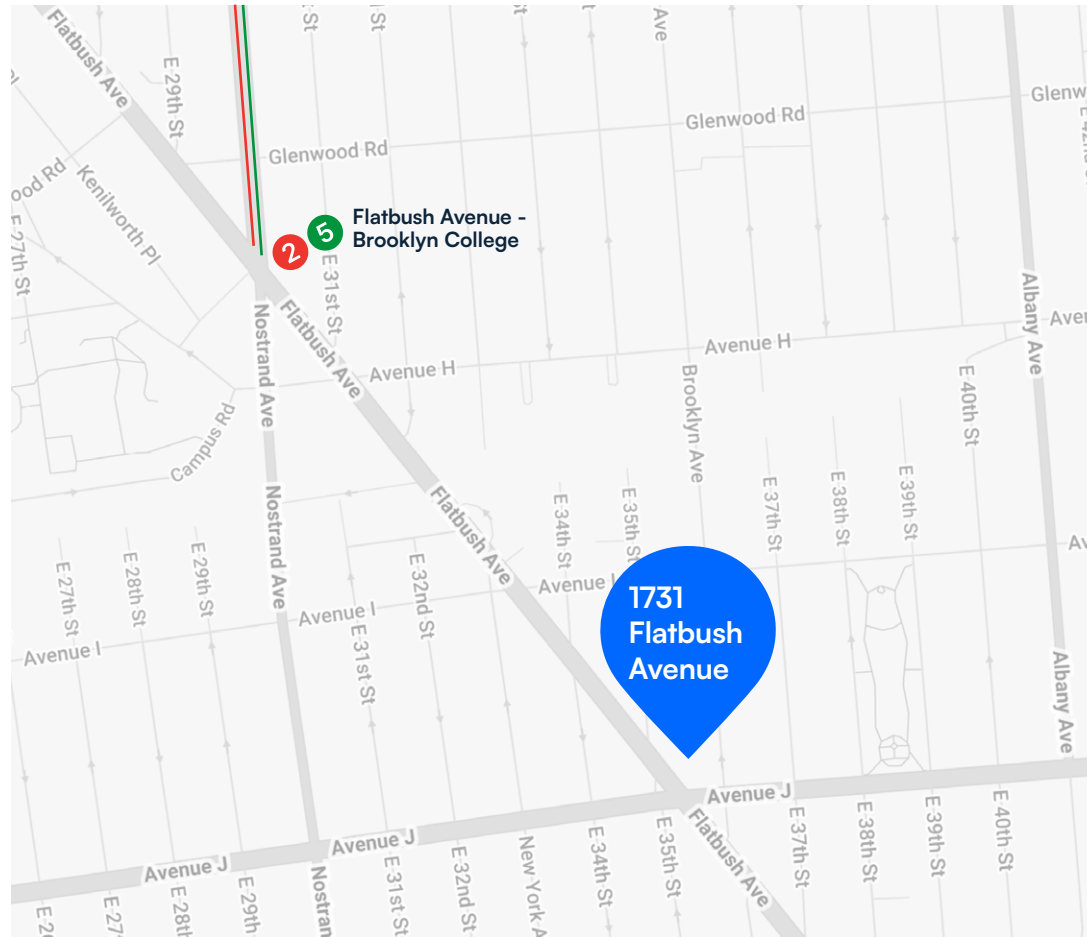 Flatbush Ave
E 29th St
Ave
Glenwood Rd
Glenwood Rd
Kenilworth Pl
E 27th St
2
5
Flatbush Avenue -
Brooklyn College
E 31st St
Nostrand Ave
Flatbush Ave
Albany Ave
Avenue H
Avenue H
Brooklyn Ave
E 40th St
Campus Rd
Nostrand Ave
Flatbush Ave
E 34th St
E 35th St
E 37th St
E 38th St
E 39th St
E 27th St
E 28th St
E 29th St
E 32nd St
Avenue I
Avenue I
Avenue I
E 31st St
1731
Flatbush
Avenue
Albany Ave
Avenue J
Avenue J
Avenue J
Flatbush Ave
E 31st St
E 32nd St
E 34th St
E 35th St
E 37th St
E 38th St
E 39th St
E 40th St